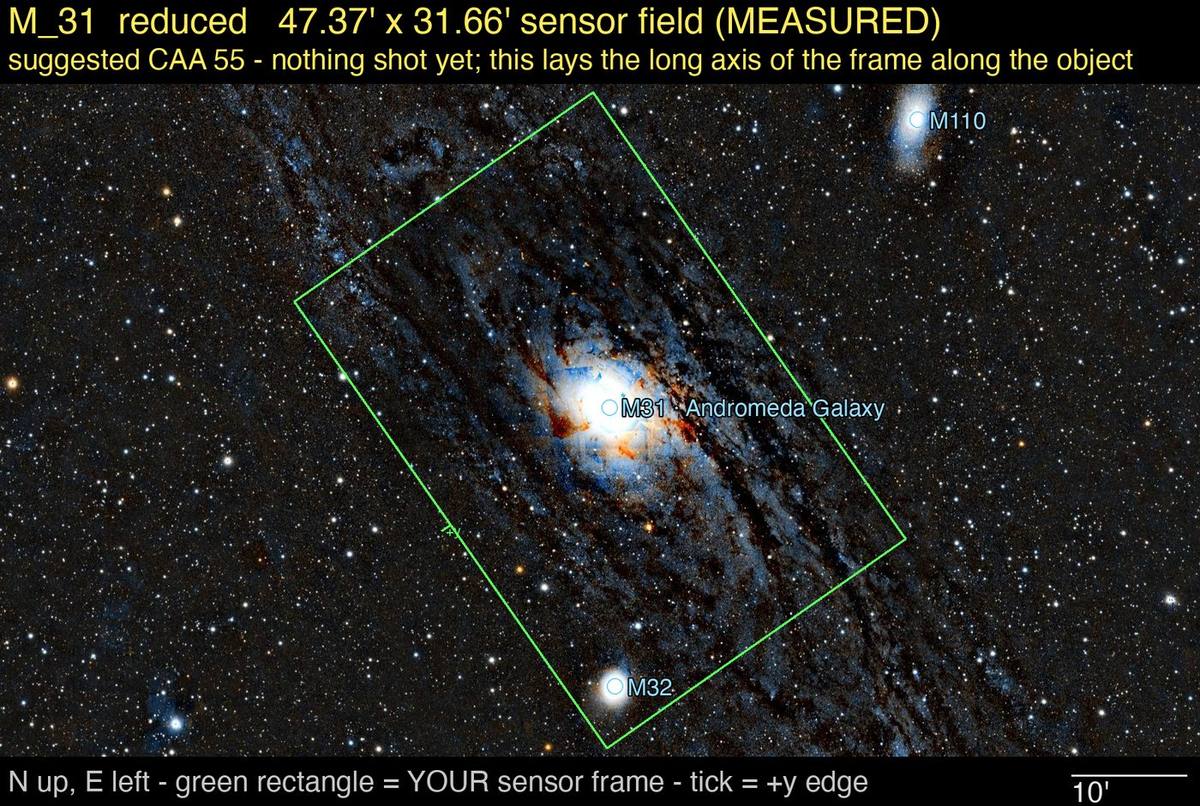 M_31 reduced 47.37' x 31.66' sensor field (MEASURED)
suggested CAA 55 - nothing shot yet; this lays the long axis of the frame along the object
M110
M31 - Andromeda Galaxy
+y
M32
N up, E left - green rectangle = YOUR sensor frame - tick = +y edge
10'